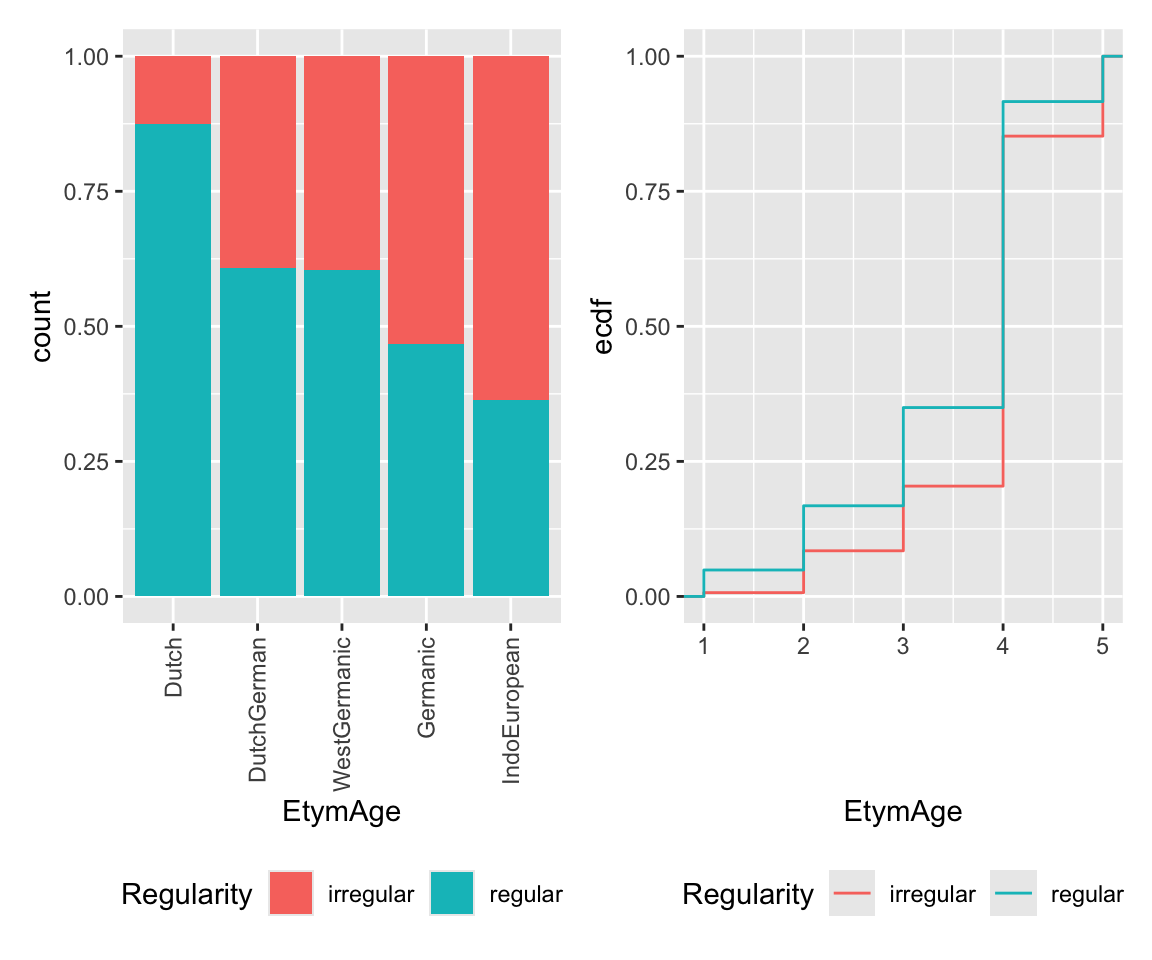 count
1.00
0.75
0.50
0.25
0.00
Dutch
DutchGerman
WestGermanic
Germanic
IndoEuropean
EtymAge
Regularity irregular regular
ecdf
1.00
0.75
0.50
0.25
0.00
1 2 3 4 5
EtymAge
Regularity irregular regular